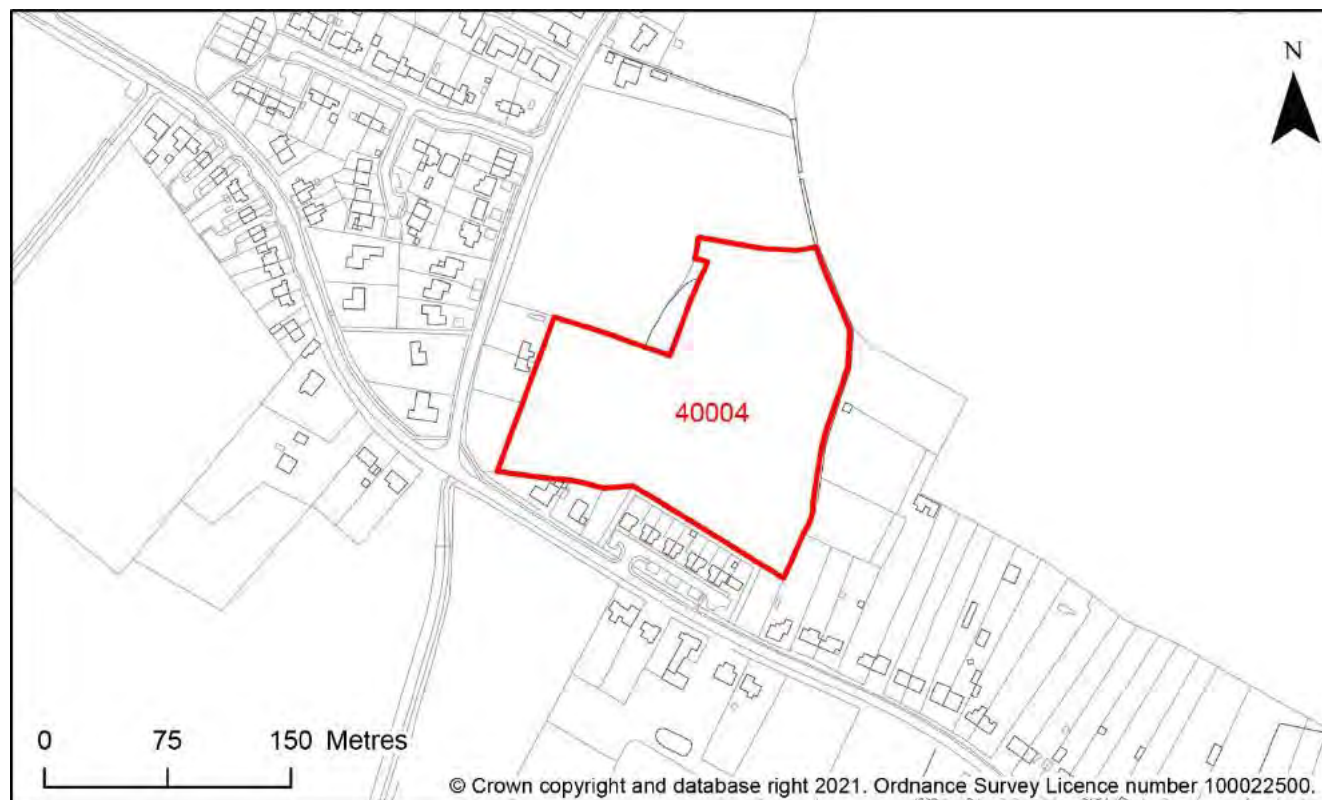 N
40004
0 75 150 Metres
© Crown copyright and database right 2021. Ordnance Survey Licence number 100022500.